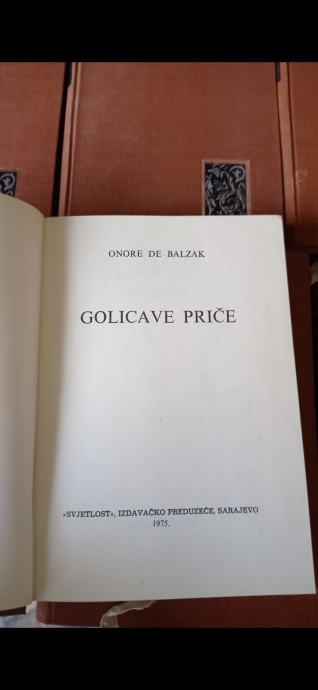 ONORE DE BALZAK
GOLICAVE PRIČE
»SVJETLOST«, IZDAVAČKO PREDUZEĆE, SARAJEVO
1975.